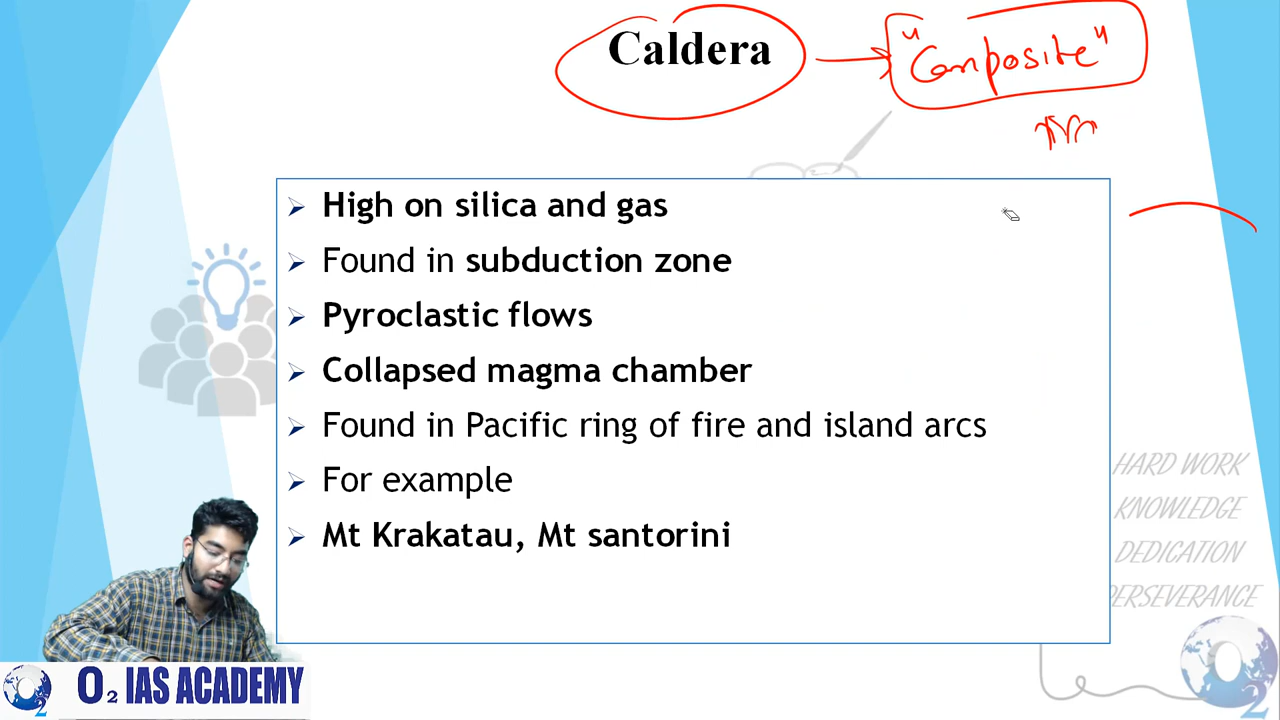 Caldera
"Composite"
High on silica and gas
Found in subduction zone
Pyroclastic flows
Collapsed magma chamber
Found in Pacific ring of fire and island arcs
For example
Mt Krakatau, Mt santorini
HARD WORK
KNOWLEDGE
DEDICATION
PERSEVERANCE
O2 IAS ACADEMY
2